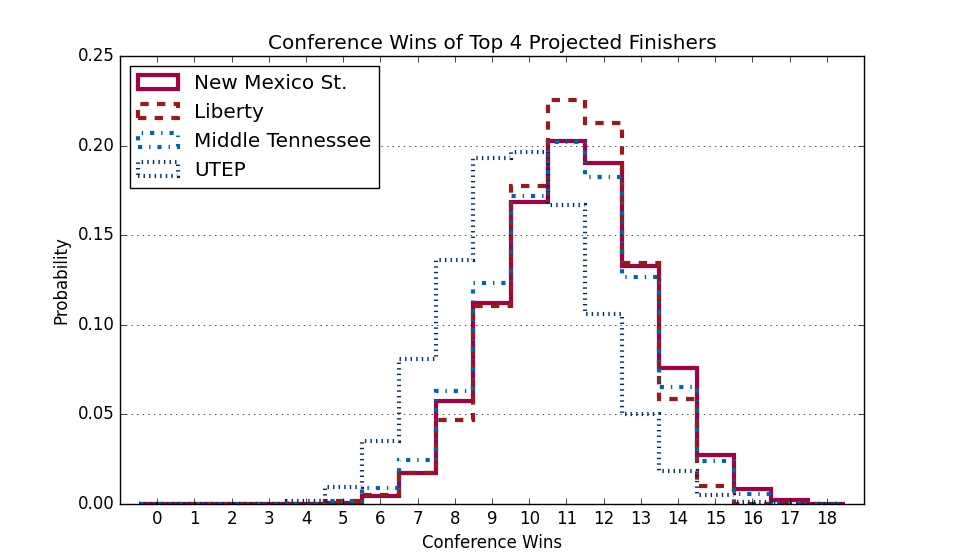 Conference Wins of Top 4 Projected Finishers
New Mexico St.
Liberty
Middle Tennessee
UTEP
Probability
0.25
0.20
0.15
0.10
0.05
0.00
0 1 2 3 4 5 6 7 8 9 10 11 12 13 14 15 16 17 18
Conference Wins